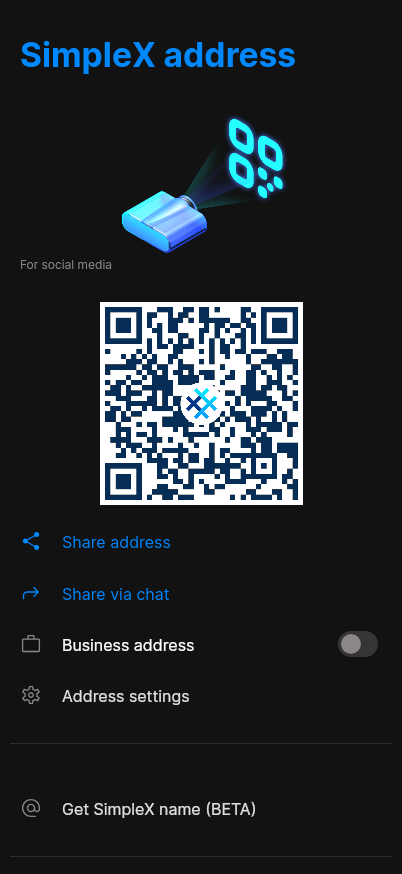 SimpleX address
For social media
Share address
Share via chat
Business address
Address settings
Get SimpleX name (BETA)